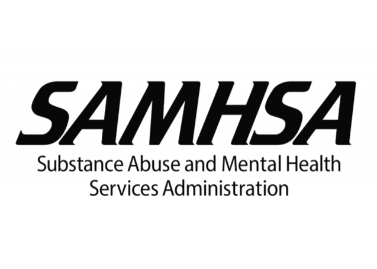 SAMHSA
Substance Abuse and Mental Health
Services Administration